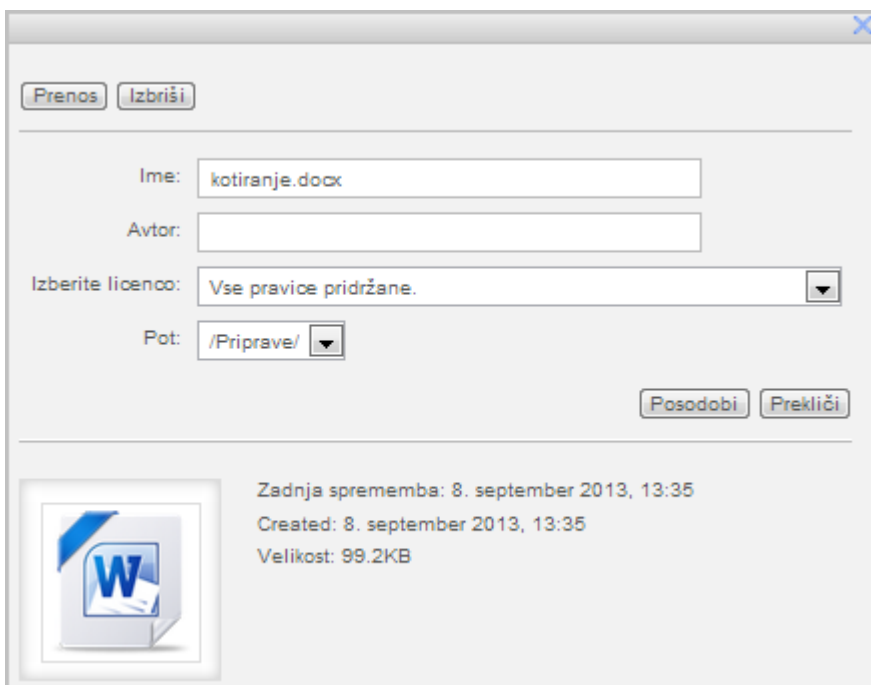 Prenos Izbriši
Ime: kotiranje.docx
Avtor:
Izberite licenco: Vse pravice pridržane.
Pot: /Priprave/
Posodobi Prekliči
Zadnja sprememba: 8. september 2013, 13:35
Created: 8. september 2013, 13:35
Velikost: 99.2KB
W